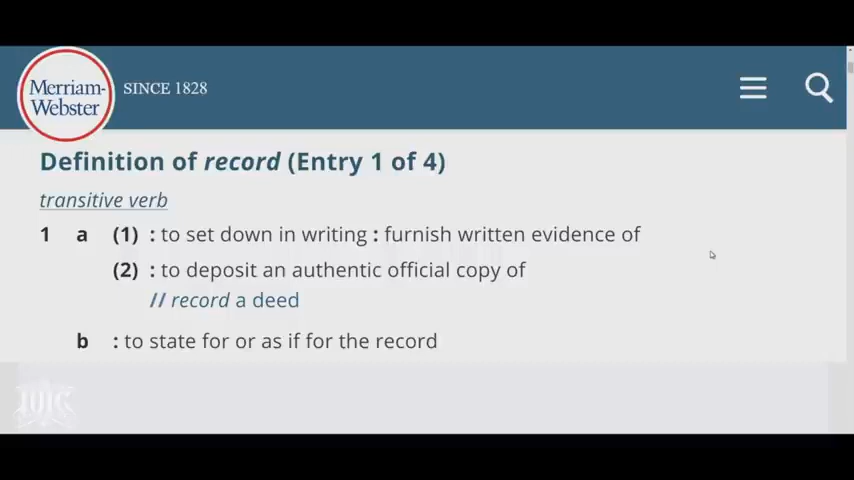 Merriam-
Webster
SINCE 1828
Definition of record (Entry 1 of 4)
transitive verb
1 a (1) : to set down in writing : furnish written evidence of
(2) : to deposit an authentic official copy of
// record a deed
b : to state for or as if for the record
IUIC